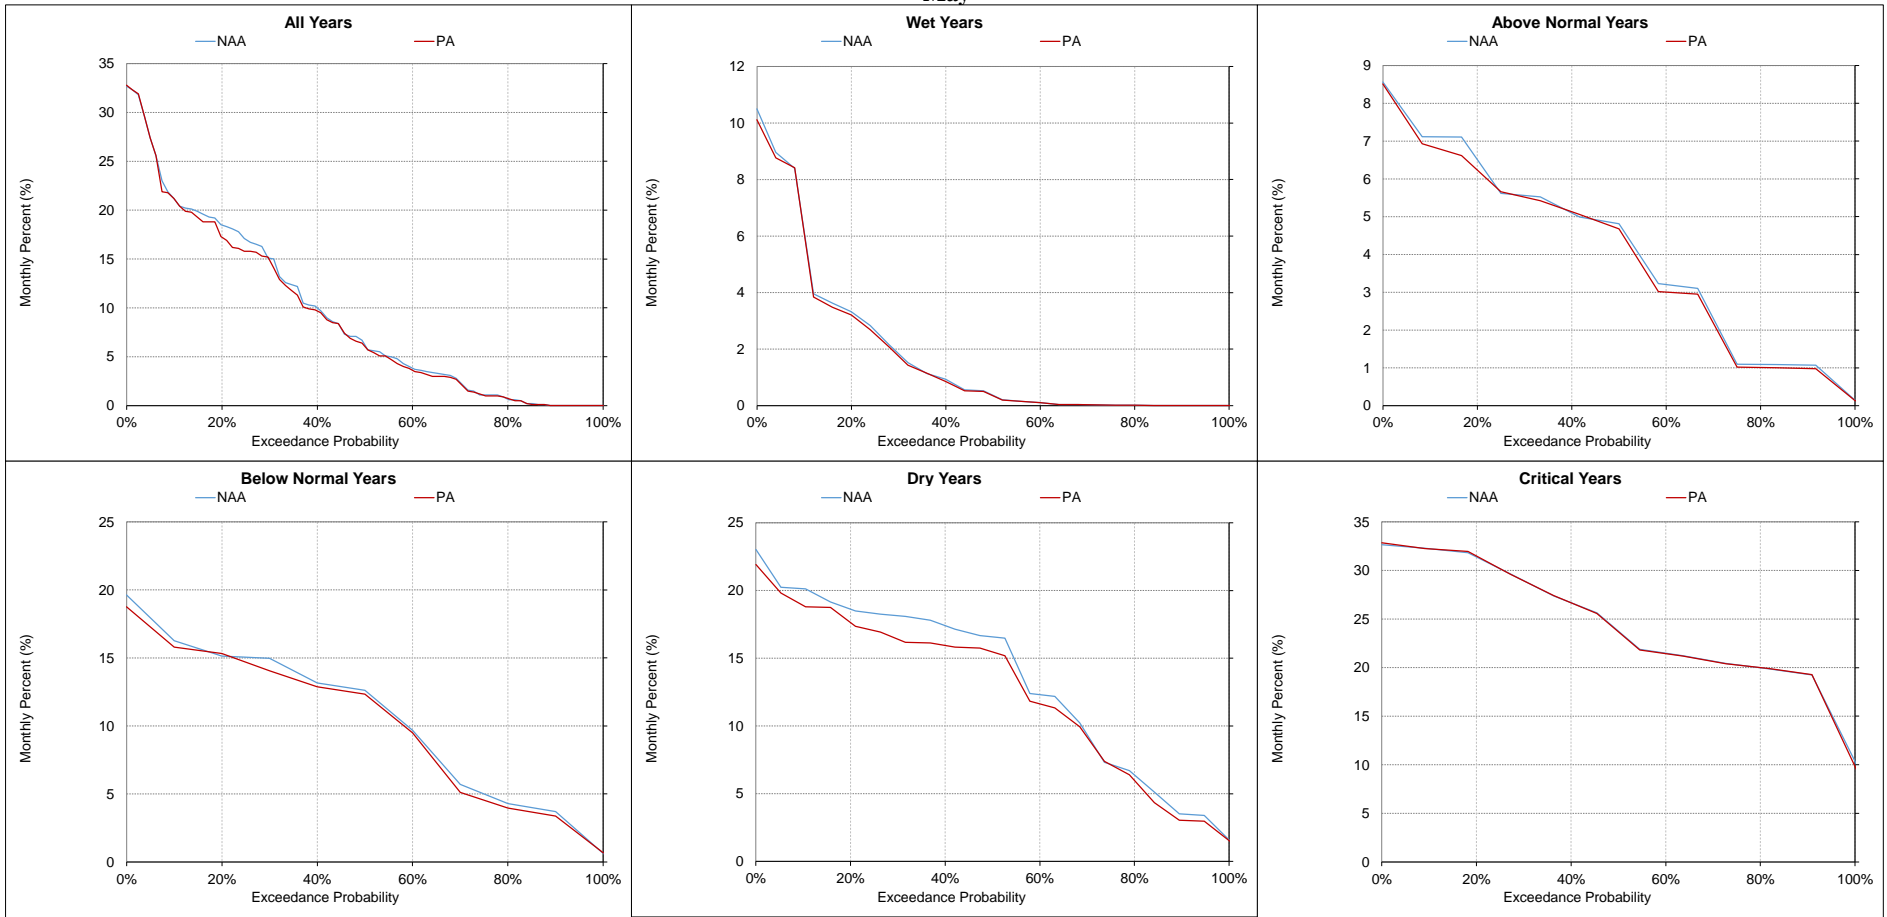 All Years
NAA PA
35
30
25
20
15
10
5
0
Monthly Percent (%)
0% 20% 40% 60% 80% 100%
Exceedance Probability
Wet Years
NAA PA
12
10
8
6
4
2
0
Monthly Percent (%)
0% 20% 40% 60% 80% 100%
Exceedance Probability
Above Normal Years
NAA PA
9
8
7
6
5
4
3
2
1
0
Monthly Percent (%)
0% 20% 40% 60% 80% 100%
Exceedance Probability
Below Normal Years
NAA PA
25
20
15
10
5
0
Monthly Percent (%)
0% 20% 40% 60% 80% 100%
Exceedance Probability
Dry Years
NAA PA
25
20
15
10
5
0
Monthly Percent (%)
0% 20% 40% 60% 80% 100%
Exceedance Probability
Critical Years
NAA PA
35
30
25
20
15
10
5
0
Monthly Percent (%)
0% 20% 40% 60% 80% 100%
Exceedance Probability